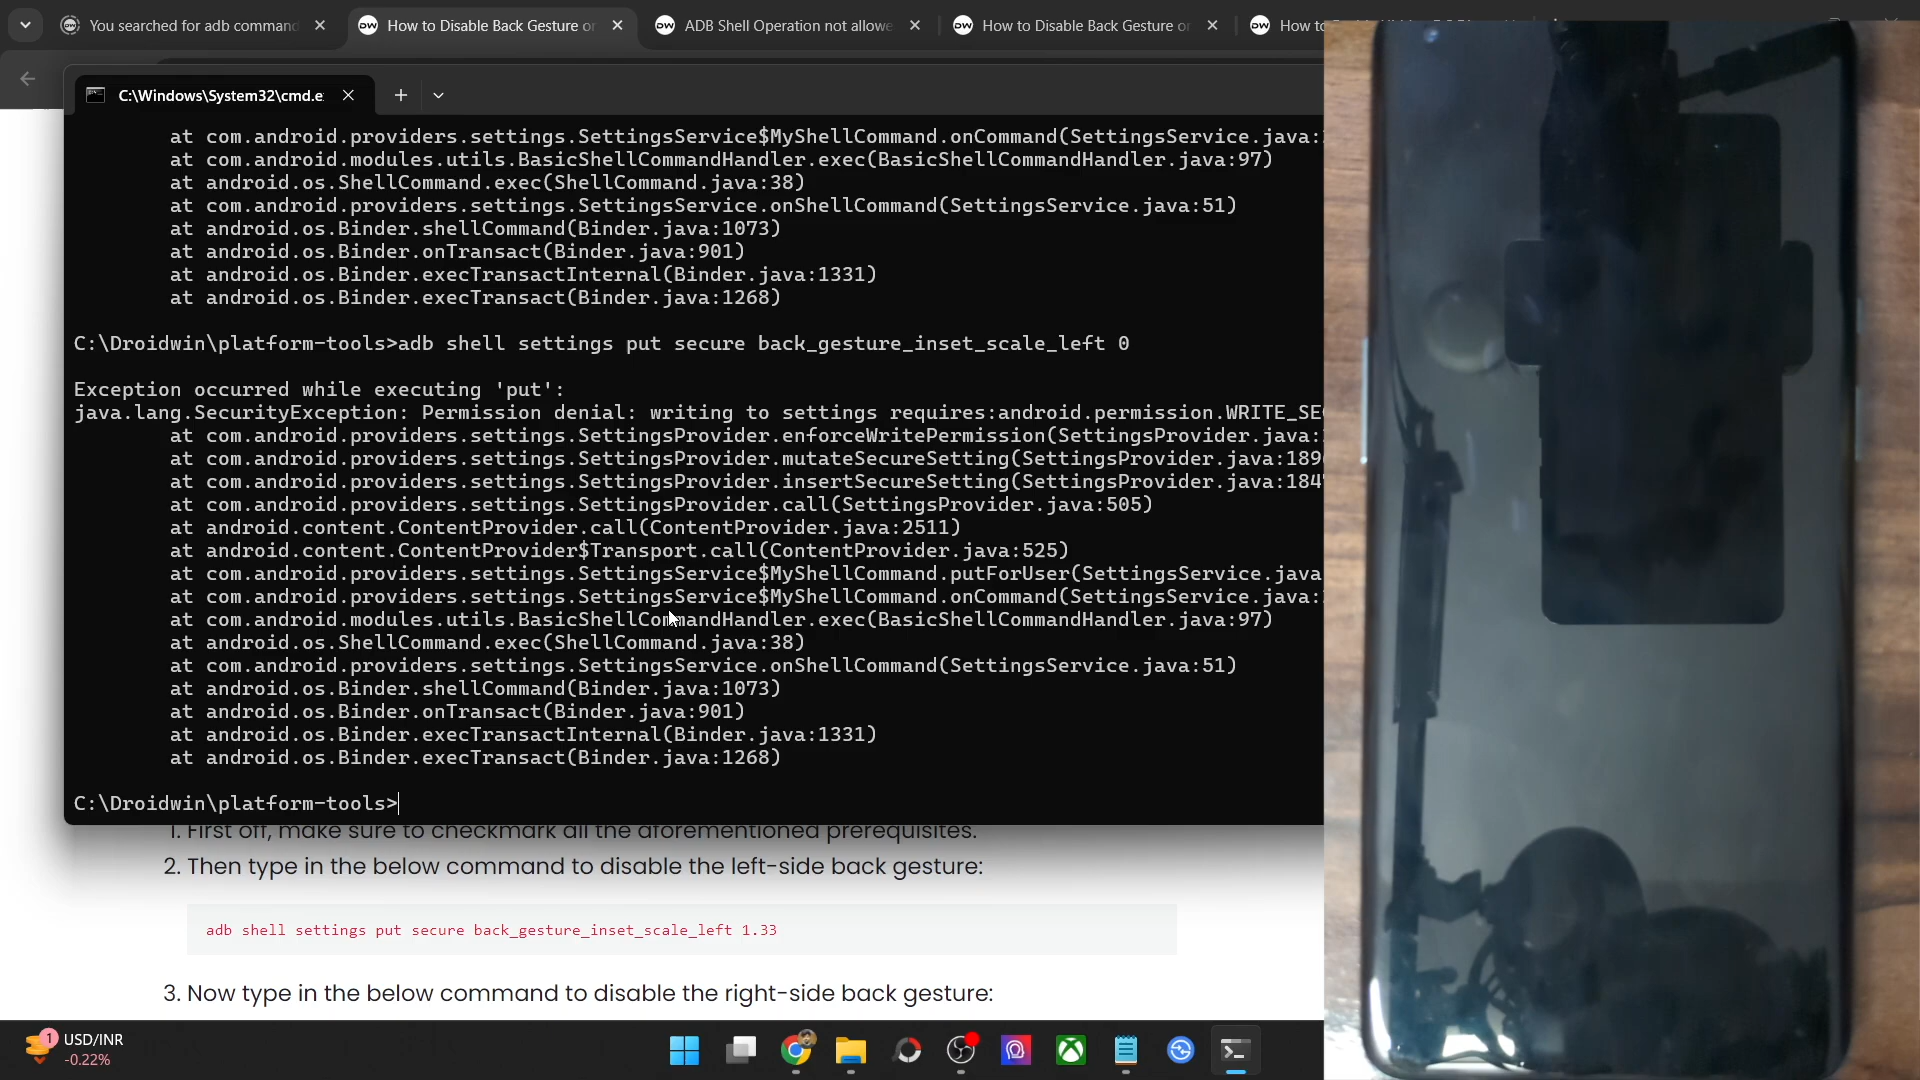 You searched for adb command
How to Disable Back Gesture or
ADB Shell Operation not allowe
How to Disable Back Gesture or
How to
C:\Windows\System32\cmd.e
at com.android.providers.settings.SettingsService$MyShellCommand.onCommand(SettingsService.java:
at com.android.modules.utils.BasicShellCommandHandler.exec(BasicShellCommandHandler.java:97)
at android.os.ShellCommand.exec(ShellCommand.java:38)
at com.android.providers.settings.SettingsService.onShellCommand(SettingsService.java:51)
at android.os.Binder.shellCommand(Binder.java:1073)
at android.os.Binder.onTransact(Binder.java:901)
at android.os.Binder.execTransactInternal(Binder.java:1331)
at android.os.Binder.execTransact(Binder.java:1268)
C:\Droidwin\platform-tools>adb shell settings put secure back_gesture_inset_scale_left 0
Exception occurred while executing 'put':
java.lang.SecurityException: Permission denial: writing to settings requires:android.permission.WRITE_SE
at com.android.providers.settings.SettingsProvider.enforceWritePermission(SettingsProvider.java:
at com.android.providers.settings.SettingsProvider.mutateSecureSetting(SettingsProvider.java:189
at com.android.providers.settings.SettingsProvider.insertSecureSetting(SettingsProvider.java:184
at com.android.providers.settings.SettingsProvider.call(SettingsProvider.java:505)
at android.content.ContentProvider.call(ContentProvider.java:2511)
at android.content.ContentProvider$Transport.call(ContentProvider.java:525)
at com.android.providers.settings.SettingsService$MyShellCommand.putForUser(SettingsService.java
at com.android.providers.settings.SettingsService$MyShellCommand.onCommand(SettingsService.java:
at com.android.modules.utils.BasicShellCommandHandler.exec(BasicShellCommandHandler.java:97)
at android.os.ShellCommand.exec(ShellCommand.java:38)
at com.android.providers.settings.SettingsService.onShellCommand(SettingsService.java:51)
at android.os.Binder.shellCommand(Binder.java:1073)
at android.os.Binder.onTransact(Binder.java:901)
at android.os.Binder.execTransactInternal(Binder.java:1331)
at android.os.Binder.execTransact(Binder.java:1268)
C:\Droidwin\platform-tools>
1. First off, make sure to checkmark all the aforementioned prerequisites.
2. Then type in the below command to disable the left-side back gesture:
adb shell settings put secure back_gesture_inset_scale_left 1.33
3. Now type in the below command to disable the right-side back gesture:
1
USD/INR
-0.22%